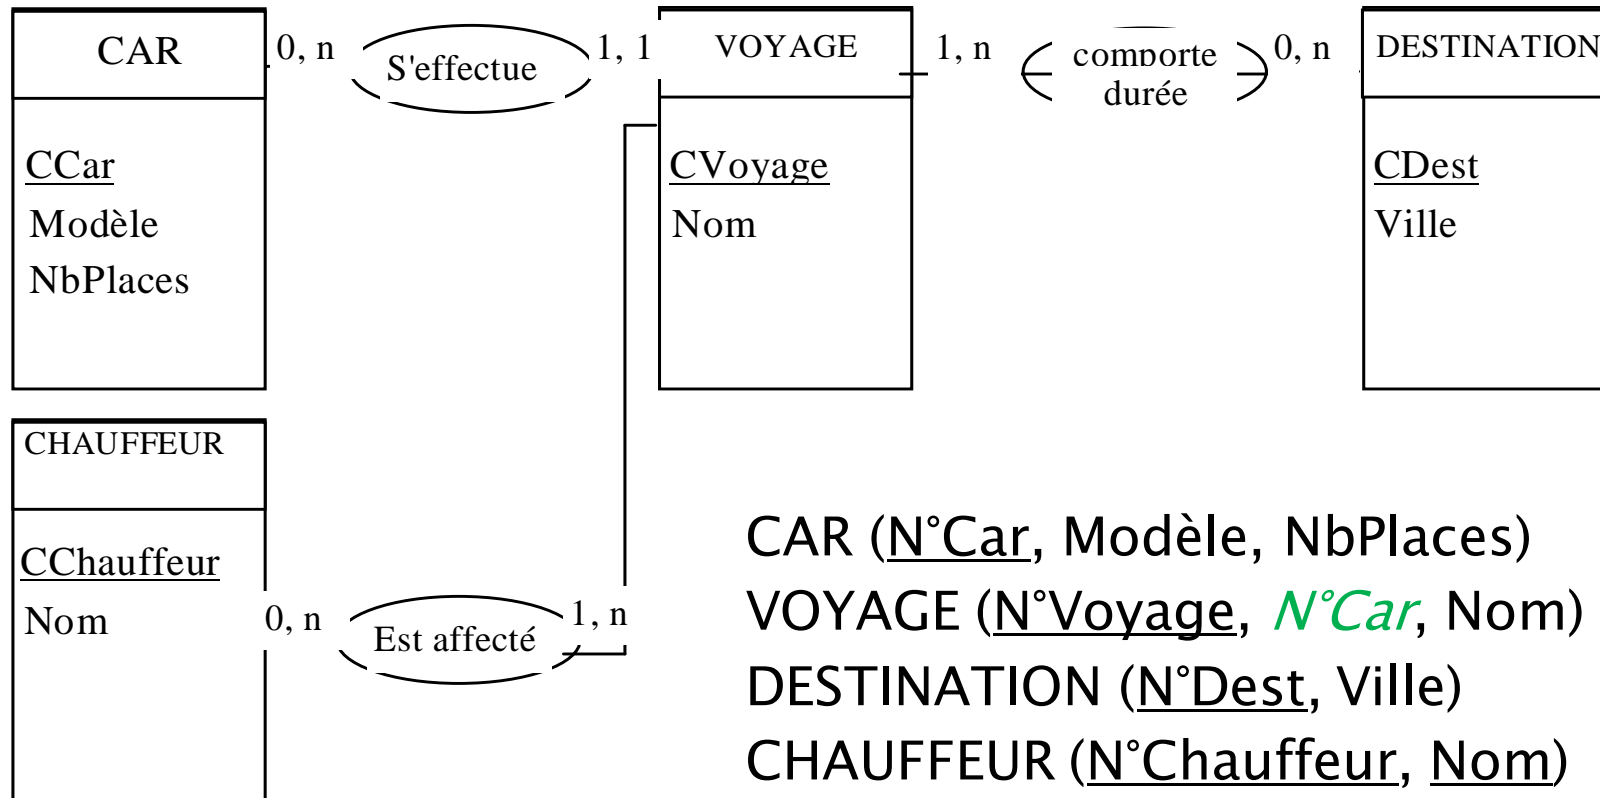 CAR
0, n
S'effectue
1, 1
VOYAGE
1, n
comporte
durée
0, n
DESTINATION
CCar
Modèle
NbPlaces
CVoyage
Nom
CDest
Ville
CHAUFFEUR
CChauffeur
Nom
0, n
Est affecté
1, n
CAR (N°Car, Modèle, NbPlaces)
VOYAGE (N°Voyage, N°Car, Nom)
DESTINATION (N°Dest, Ville)
CHAUFFEUR (N°Chauffeur, Nom)